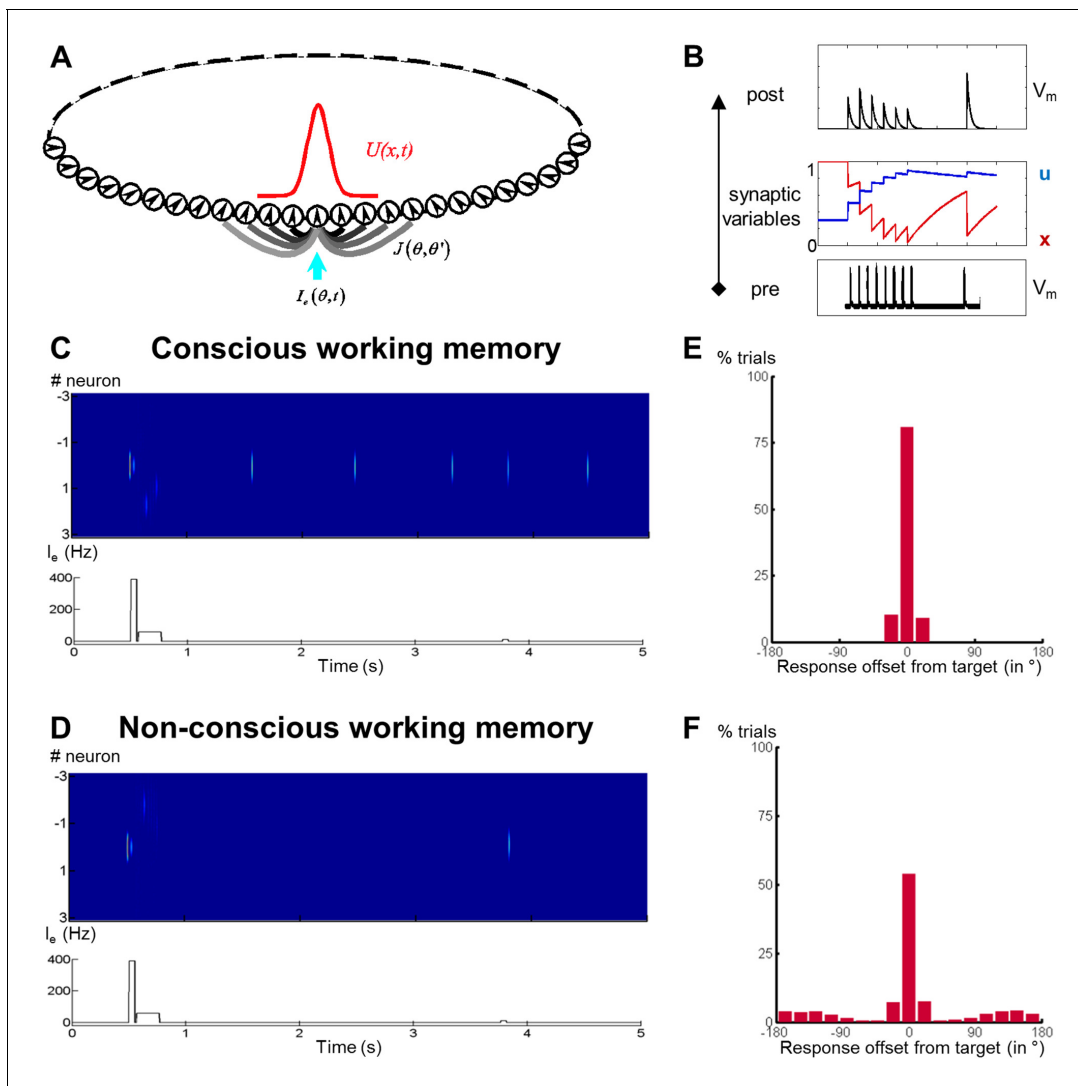 A
U(x,t)
J(θ,θ')
I_e(θ,t)
B
post
V_m
1
synaptic
variables
0
u
x
pre
V_m
C Conscious working memory
# neuron
-3
-1
1
3
I_e (Hz)
400
200
0
0 1 2 3 4 5
Time (s)
E
% trials
100
75
50
25
0
-180 -90 0 90 180
Response offset from target (in °)
D Non-conscious working memory
# neuron
-3
-1
1
3
I_e (Hz)
400
200
0
0 1 2 3 4 5
Time (s)
F
% trials
100
75
50
25
0
-180 -90 0 90 180
Response offset from target (in °)